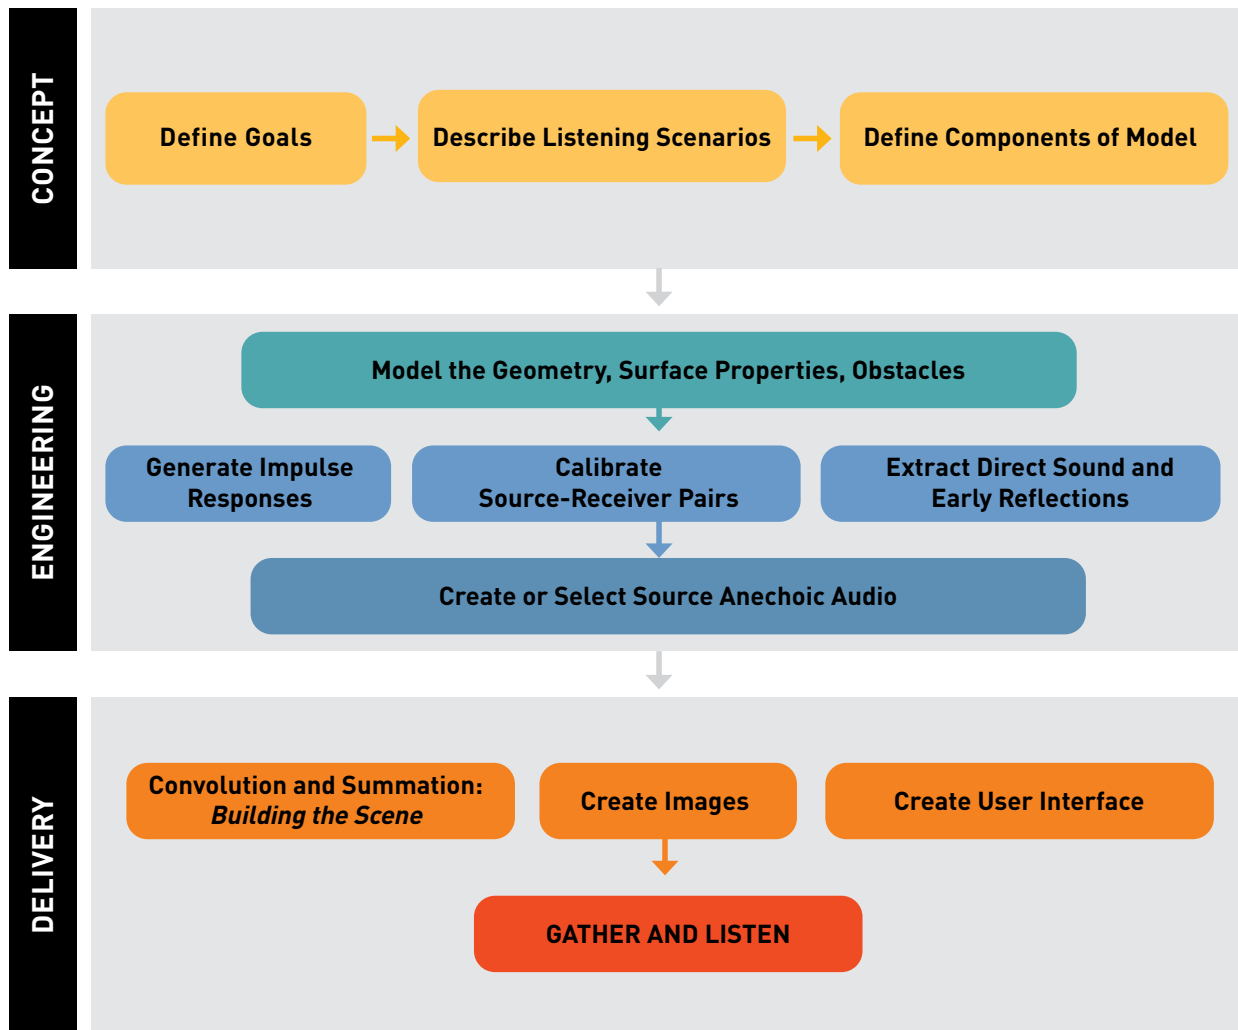 CONCEPT
Define Goals
Describe Listening Scenarios
Define Components of Model
ENGINEERING
Model the Geometry, Surface Properties, Obstacles
Generate Impulse
Responses
Calibrate
Source-Receiver Pairs
Extract Direct Sound and
Early Reflections
Create or Select Source Anechoic Audio
DELIVERY
Convolution and Summation:
Building the Scene
Create Images
Create User Interface
GATHER AND LISTEN